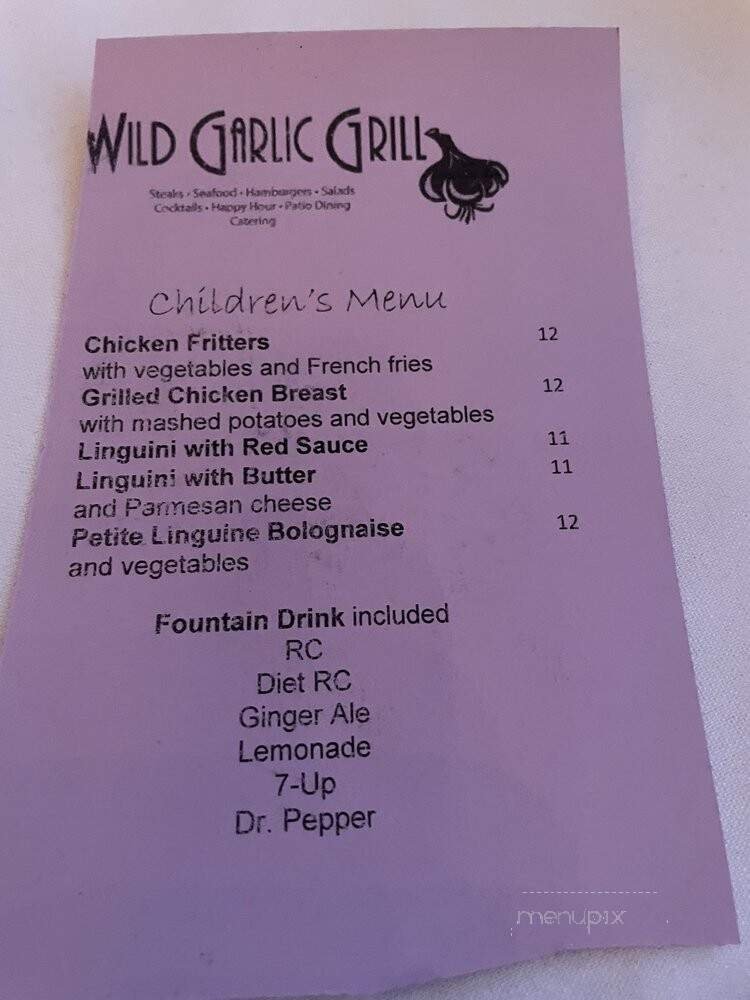 WILD GARLIC GRILL
Steaks • Seafood • Hamburgers • Salads
Cocktails • Happy Hour • Patio Dining
Catering
Children's Menu
Chicken Fritters 12
with vegetables and French fries
Grilled Chicken Breast 12
with mashed potatoes and vegetables
Linguini with Red Sauce 11
Linguini with Butter 11
and Parmesan cheese
Petite Linguine Bolognaise 12
and vegetables
Fountain Drink included
RC
Diet RC
Ginger Ale
Lemonade
7-Up
Dr. Pepper
menupix